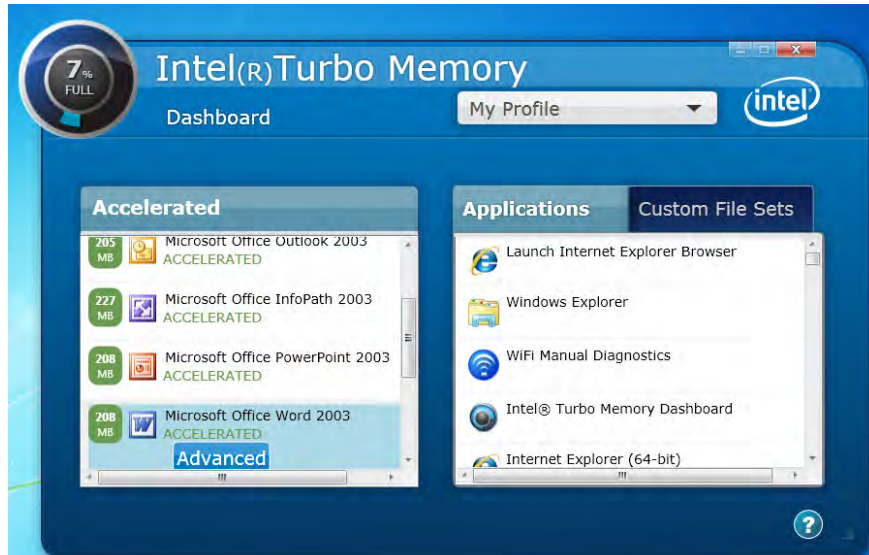 7%
FULL
Intel(R)Turbo Memory
Dashboard
My Profile
intel
Accelerated
205
MB
Microsoft Office Outlook 2003
ACCELERATED
227
MB
Microsoft Office InfoPath 2003
ACCELERATED
208
MB
Microsoft Office PowerPoint 2003
ACCELERATED
208
MB
Microsoft Office Word 2003
ACCELERATED
Advanced
Applications
Custom File Sets
Launch Internet Explorer Browser
Windows Explorer
WiFi Manual Diagnostics
Intel® Turbo Memory Dashboard
Internet Explorer (64-bit)
?